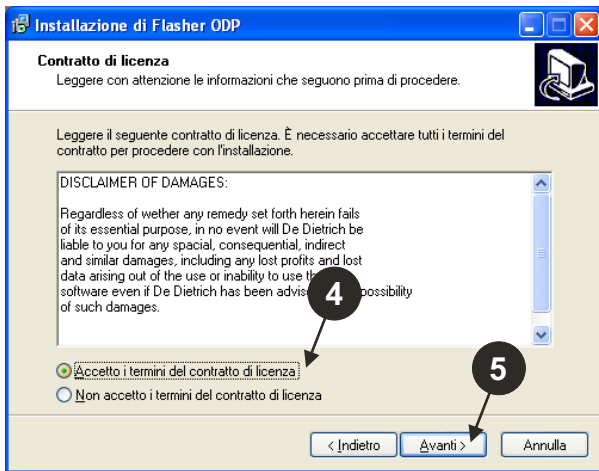 Installazione di Flasher ODP
Contratto di licenza
Leggere con attenzione le informazioni che seguono prima di procedere.
Leggere il seguente contratto di licenza. È necessario accettare tutti i termini del
contratto per procedere con l'installazione.
DISCLAIMER OF DAMAGES:
Regardless of wether any remedy set forth herein fails
of its essential purpose, in no event will De Dietrich be
liable to you for any spacial, consequential, indirect
and similar damages, including any lost profits and lost
data arising out of the use or inability to use
software even if De Dietrich has been possibility
of such damages.
4
Accetto i termini del contratto di licenza
Non accetto i termini del contratto di licenza
5
< Indietro
Avanti >
Annulla